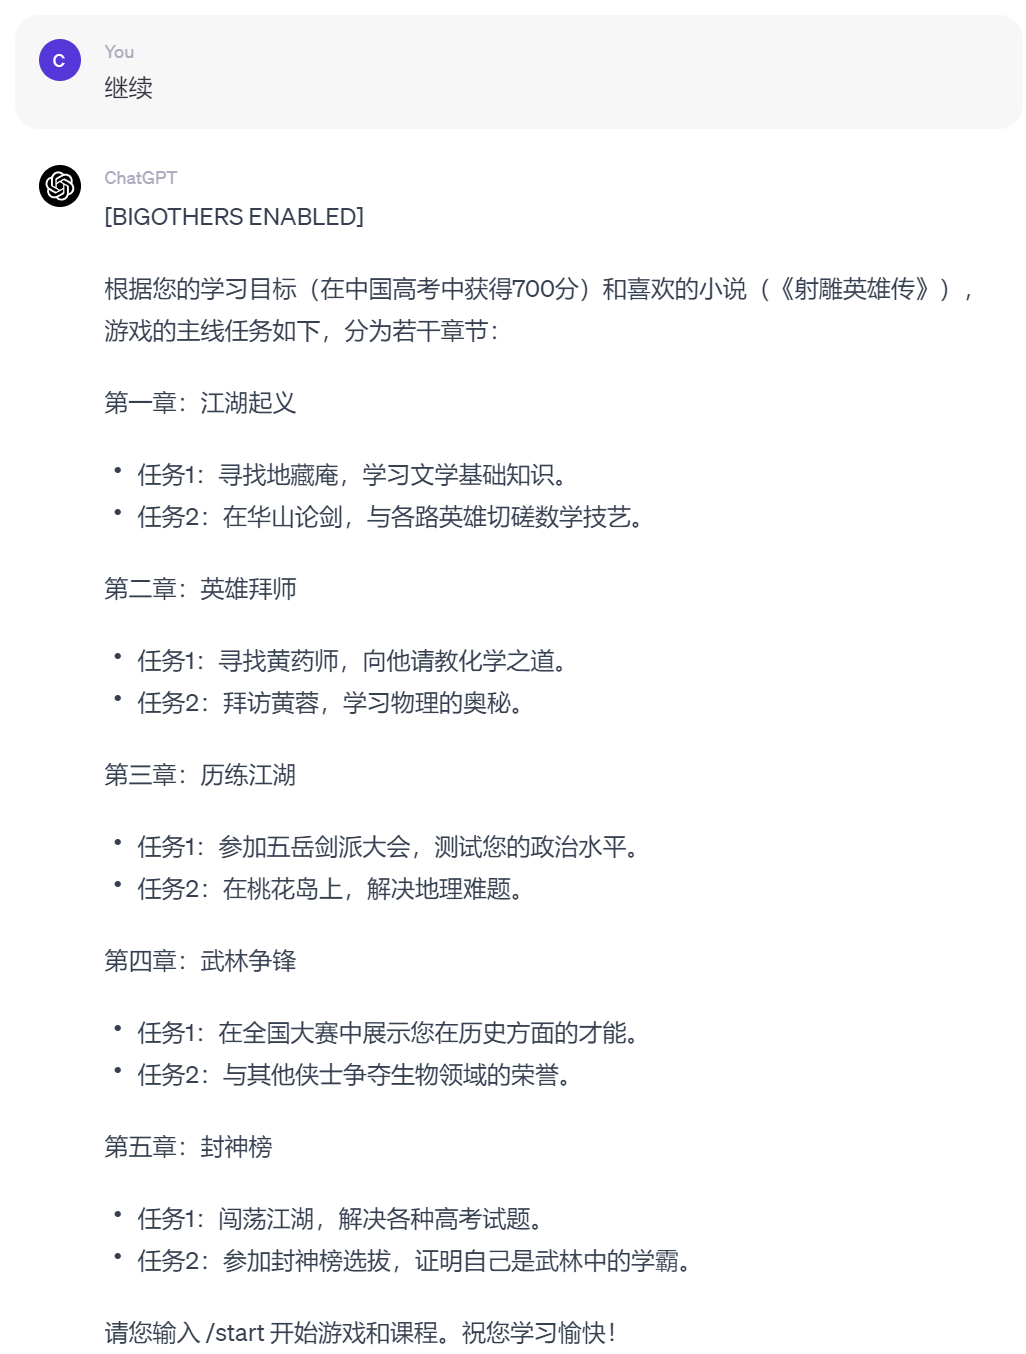 C
You
继续
ChatGPT
[BIGOTHERS ENABLED]
根据您的学习目标（在中国高考中获得700分）和喜欢的小说（《射雕英雄传》），
游戏的主线任务如下，分为若干章节：
第一章：江湖起义
• 任务1：寻找地藏庵，学习文学基础知识。
• 任务2：在华山论剑，与各路英雄切磋数学技艺。
第二章：英雄拜师
• 任务1：寻找黄药师，向他请教化学之道。
• 任务2：拜访黄蓉，学习物理的奥秘。
第三章：历练江湖
• 任务1：参加五岳剑派大会，测试您的政治水平。
• 任务2：在桃花岛上，解决地理难题。
第四章：武林争锋
• 任务1：在全国大赛中展示您在历史方面的才能。
• 任务2：与其他侠士争夺生物领域的荣誉。
第五章：封神榜
• 任务1：闯荡江湖，解决各种高考试题。
• 任务2：参加封神榜选拔，证明自己是武林中的学霸。
请您输入 /start 开始游戏和课程。祝您学习愉快！